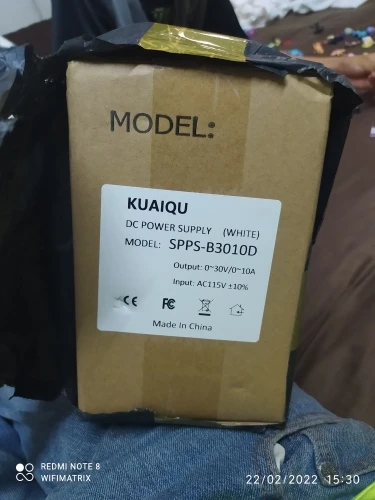 MODEL:
KUAIQU
DC POWER SUPPLY (WHITE)
MODEL: SPPS-B3010D
Output: 0~30V/0~10A
Input: AC115V ±10%
CE FC
Made In China
REDMI NOTE 8
WIFIMATRIX
22/02/2022 15:30